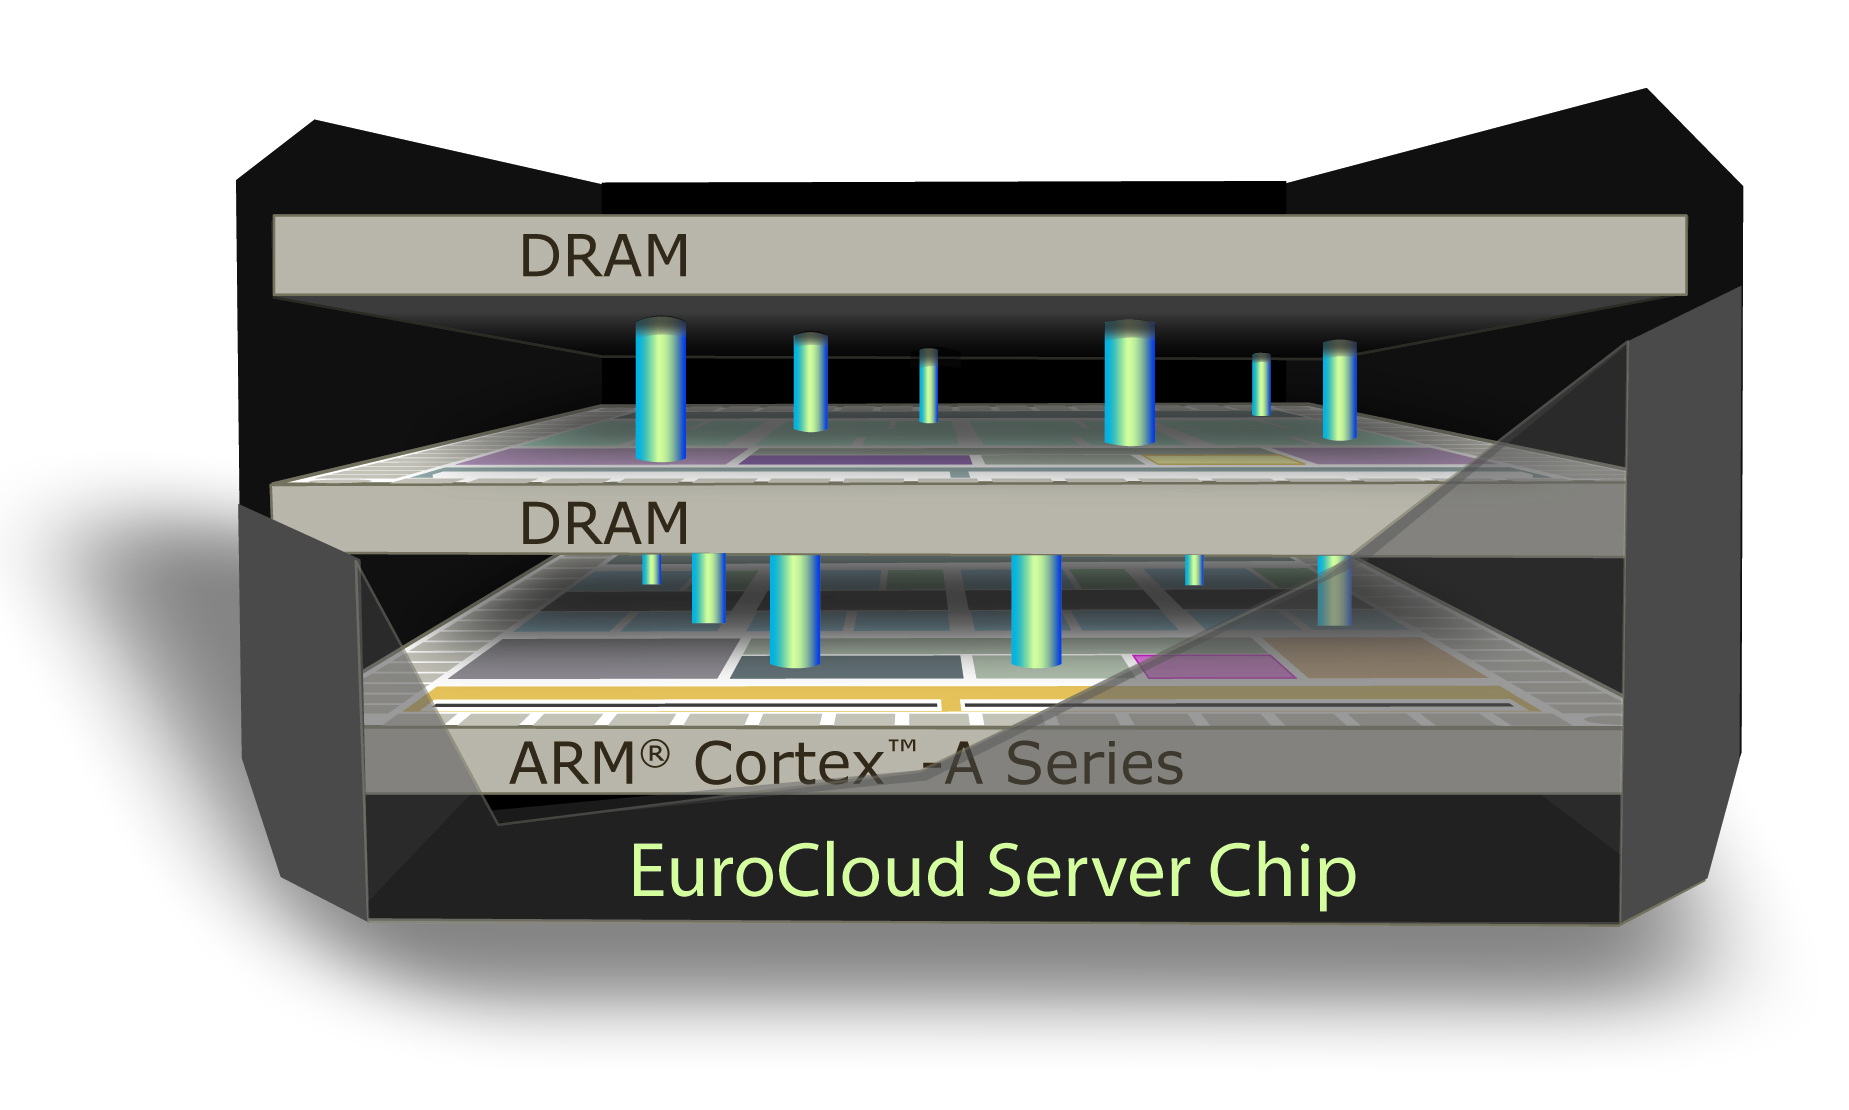 DRAM
DRAM
ARM® Cortex™-A Series
EuroCloud Server Chip